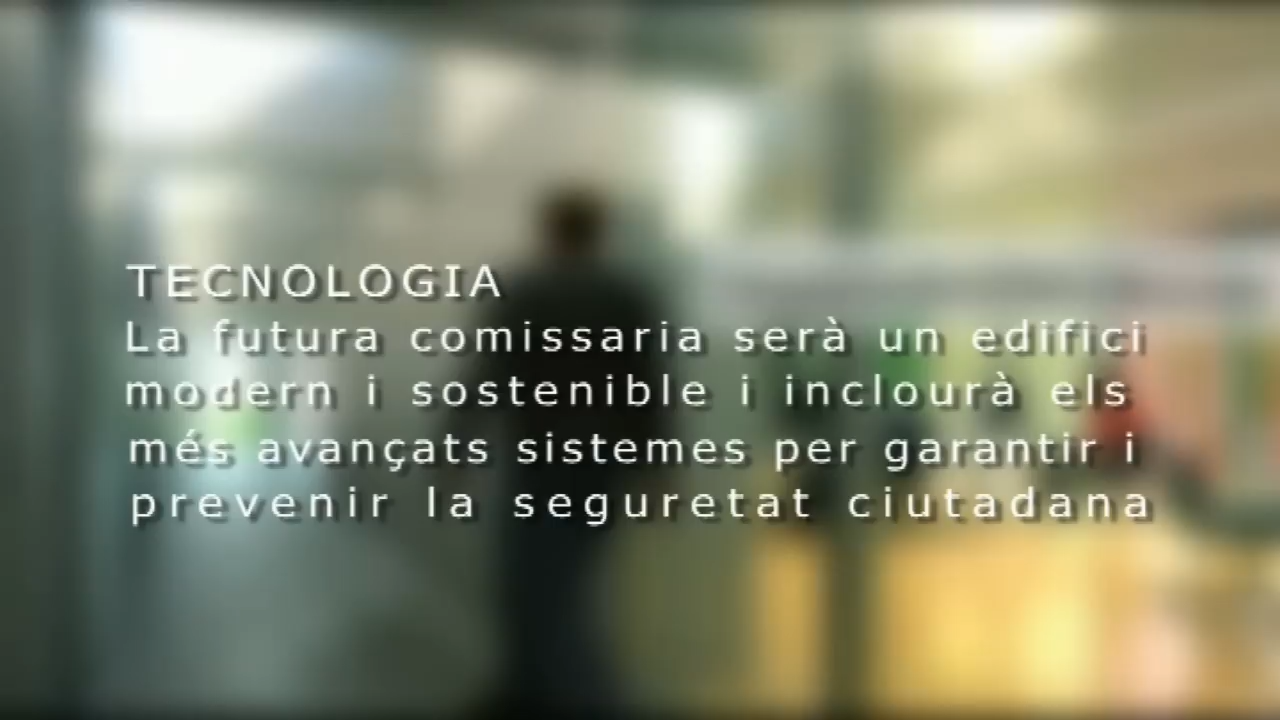 TECNOLOGIA
La futura comissaria serà un edifici
modern i sostenible i inclourà els
més avançats sistemes per garantir i
prevenir la seguretat ciutadana